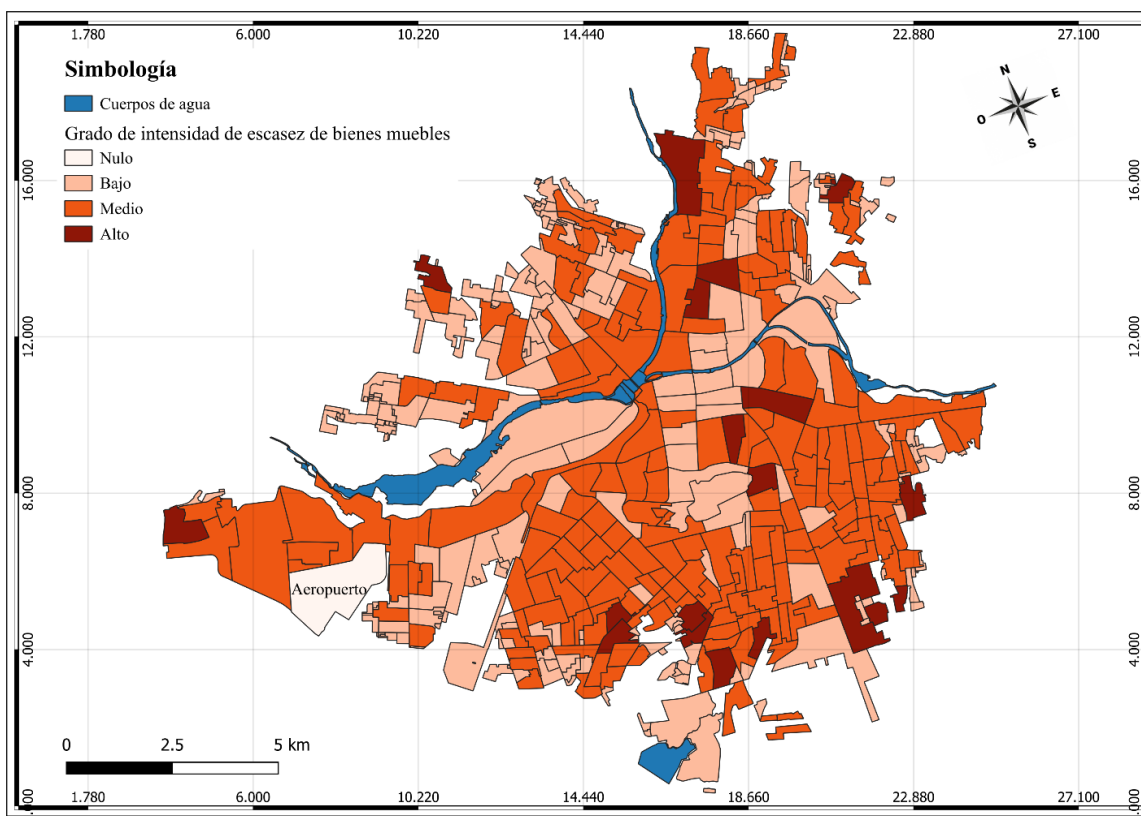 1.780 6.000 10.220 14.440 18.660 22.880 27.100
Simbología
Cuerpos de agua
Grado de intensidad de escasez de bienes muebles
Nulo
Bajo
Medio
Alto
N
E
O
S
16.000 16.000
12.000 12.000
8.000 8.000
Aeropuerto
4.000 4.000
0 2.5 5 km
.000 .000
1.780 6.000 10.220 14.440 18.660 22.880 27.100